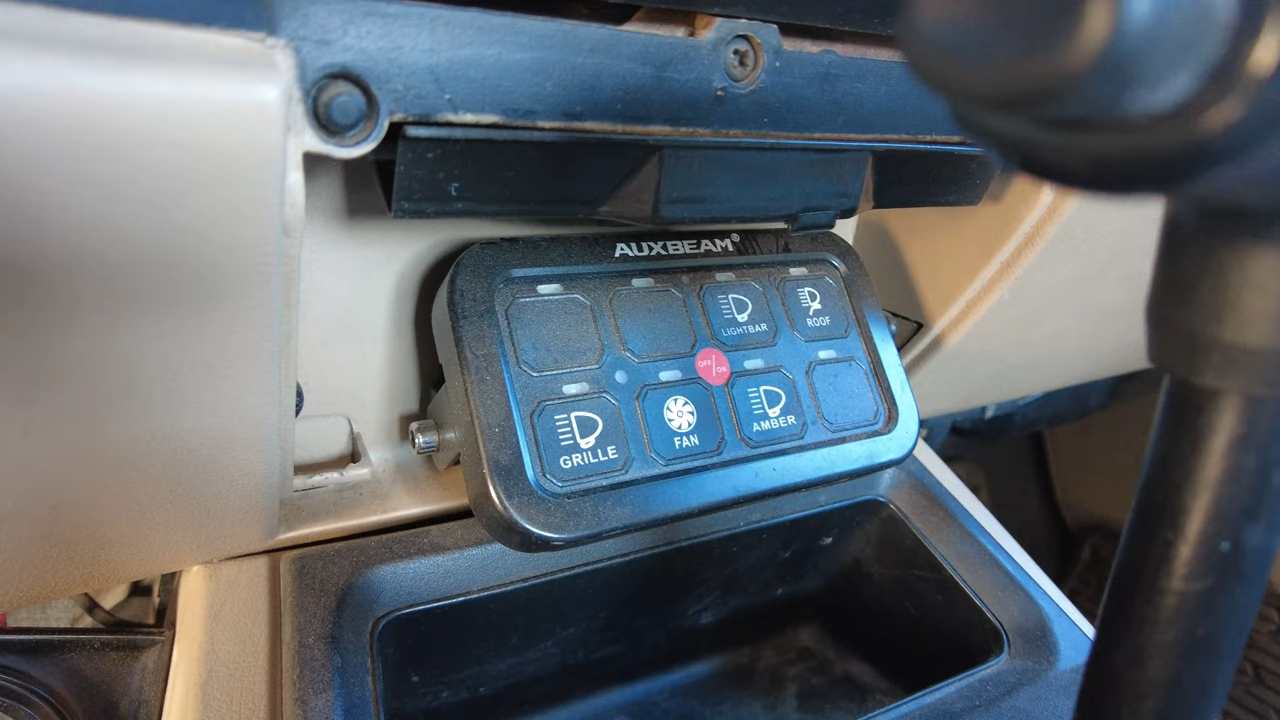 AUXBEAM®
LIGHTBAR
ROOF
OFF/ON
GRILLE
FAN
AMBER